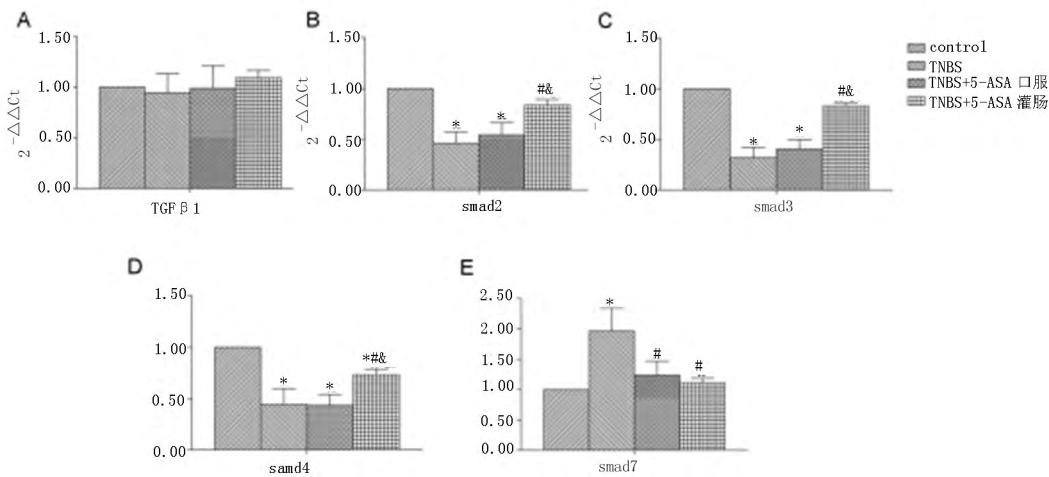 A
1.50
1.00
0.50
0.00
2^-△△Ct
TGFβ1
B
1.50
#&
1.00
*
*
0.50
0.00
2^-△△Ct
smad2
C
1.50
#&
1.00
*
*
0.50
0.00
2^-△△Ct
smad3
control
TNBS
TNBS+5-ASA 口服
TNBS+5-ASA 灌肠
D
1.50
1.00
*#&
*
*
0.50
0.00
samd4
E
2.50
*
2.00
1.50
#
#
1.00
0.50
0.00
smad7